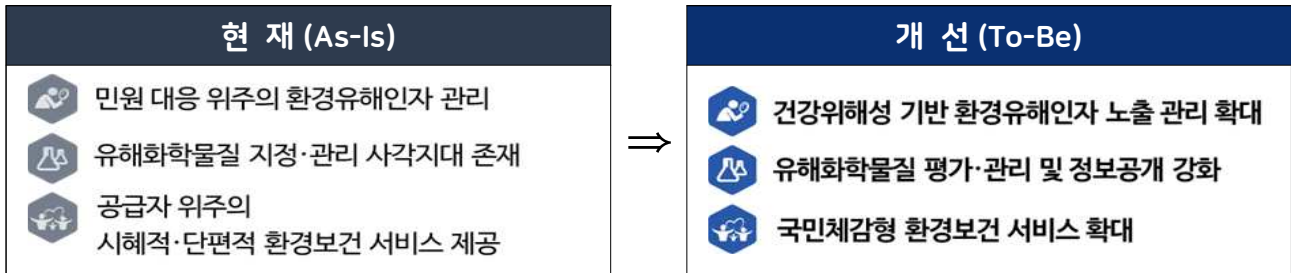 현 재 (As-Is)
민원 대응 위주의 환경유해인자 관리
유해화학물질 지정·관리 사각지대 존재
공급자 위주의
시혜적·단편적 환경보건 서비스 제공
⇒
개 선 (To-Be)
건강위해성 기반 환경유해인자 노출 관리 확대
유해화학물질 평가·관리 및 정보공개 강화
국민체감형 환경보건 서비스 확대